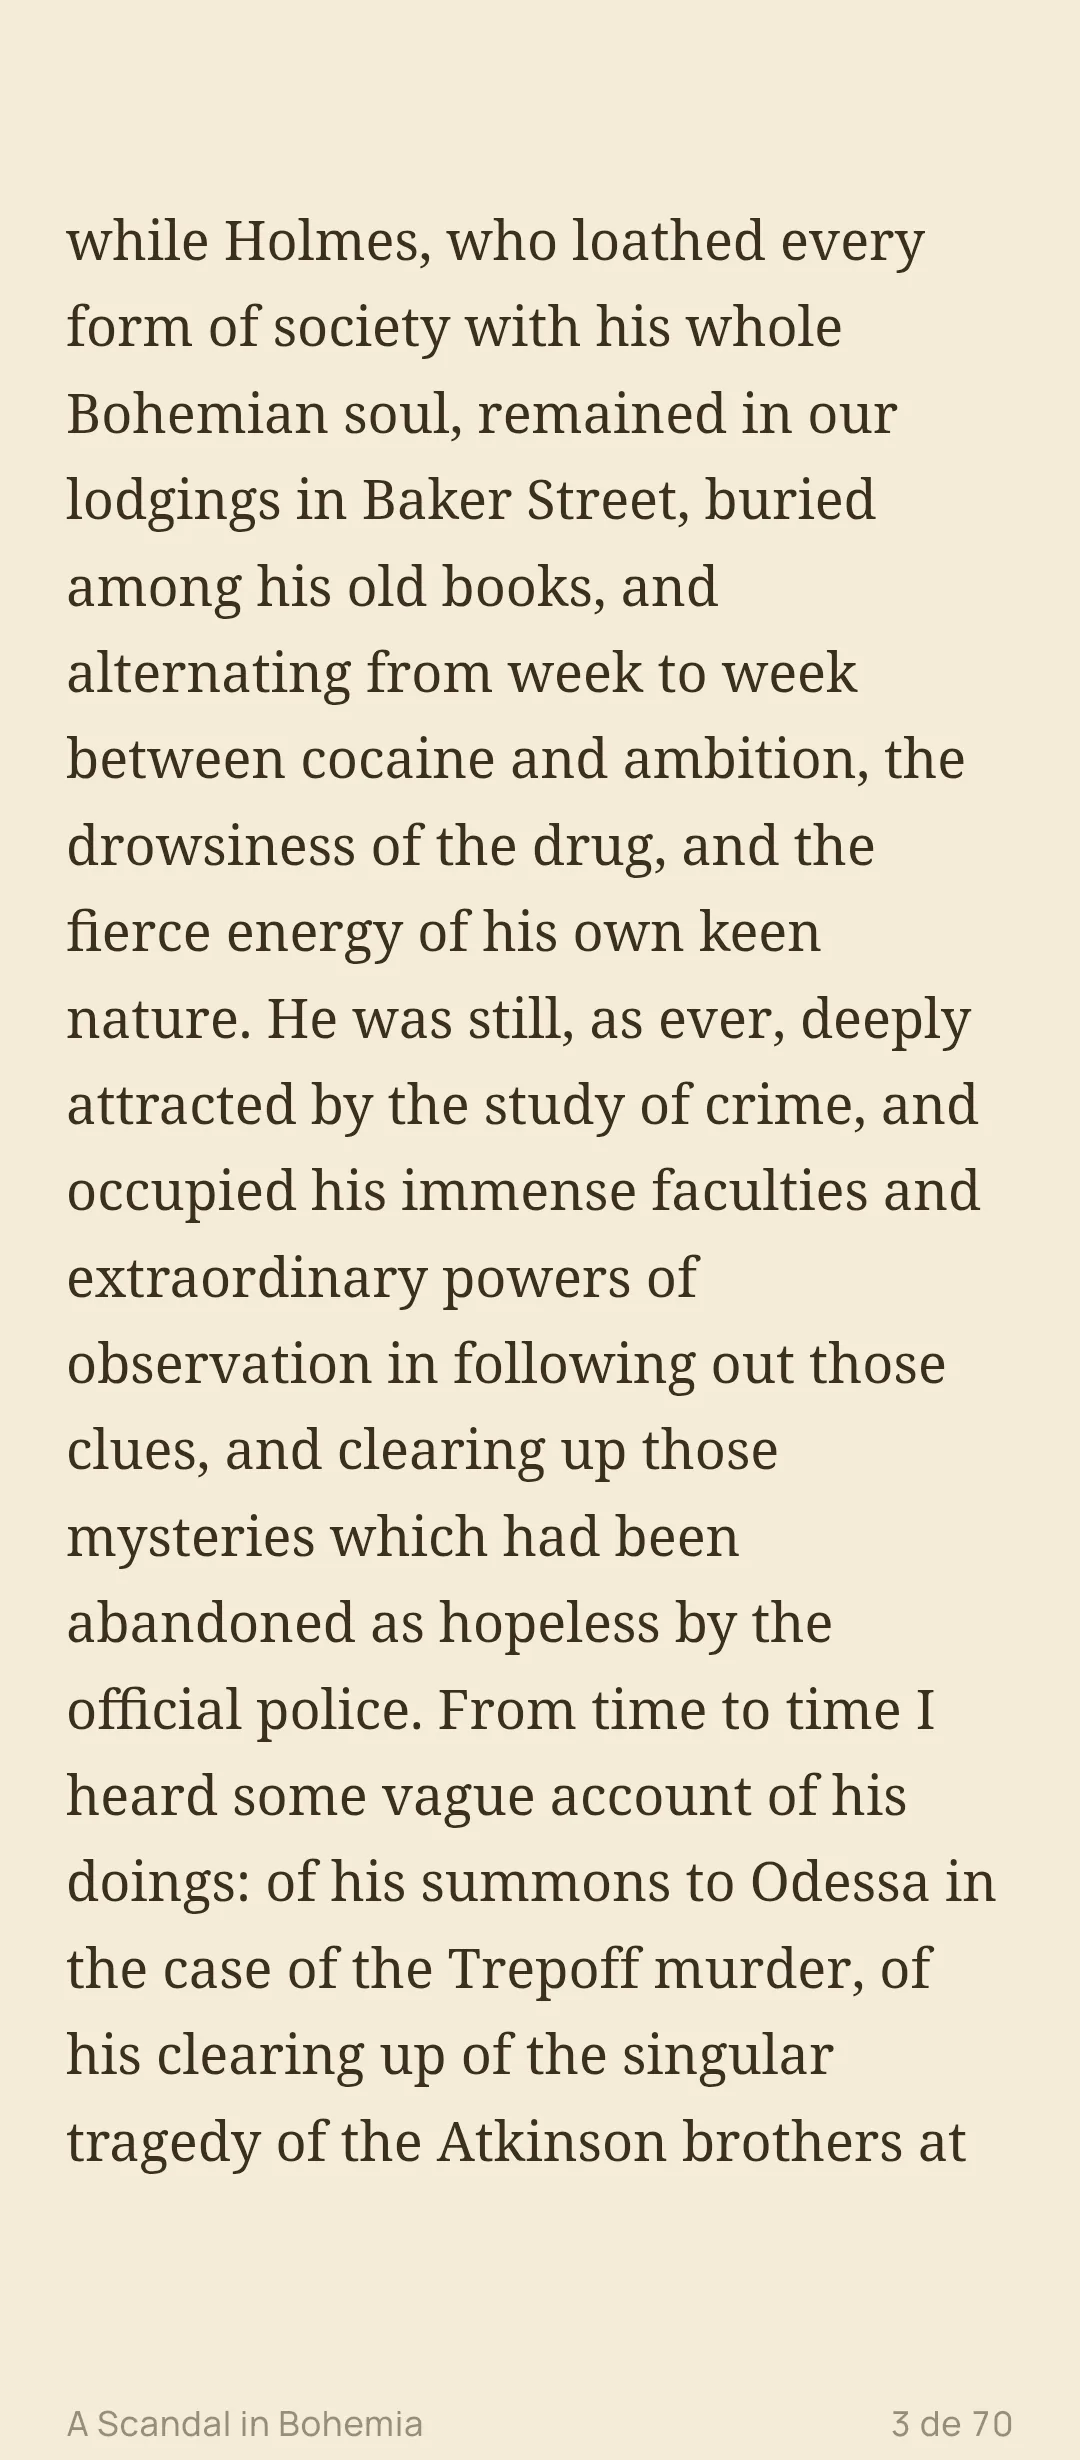 while Holmes, who loathed every
form of society with his whole
Bohemian soul, remained in our
lodgings in Baker Street, buried
among his old books, and
alternating from week to week
between cocaine and ambition, the
drowsiness of the drug, and the
fierce energy of his own keen
nature. He was still, as ever, deeply
attracted by the study of crime, and
occupied his immense faculties and
extraordinary powers of
observation in following out those
clues, and clearing up those
mysteries which had been
abandoned as hopeless by the
official police. From time to time I
heard some vague account of his
doings: of his summons to Odessa in
the case of the Trepoff murder, of
his clearing up of the singular
tragedy of the Atkinson brothers at
A Scandal in Bohemia 3 de 70